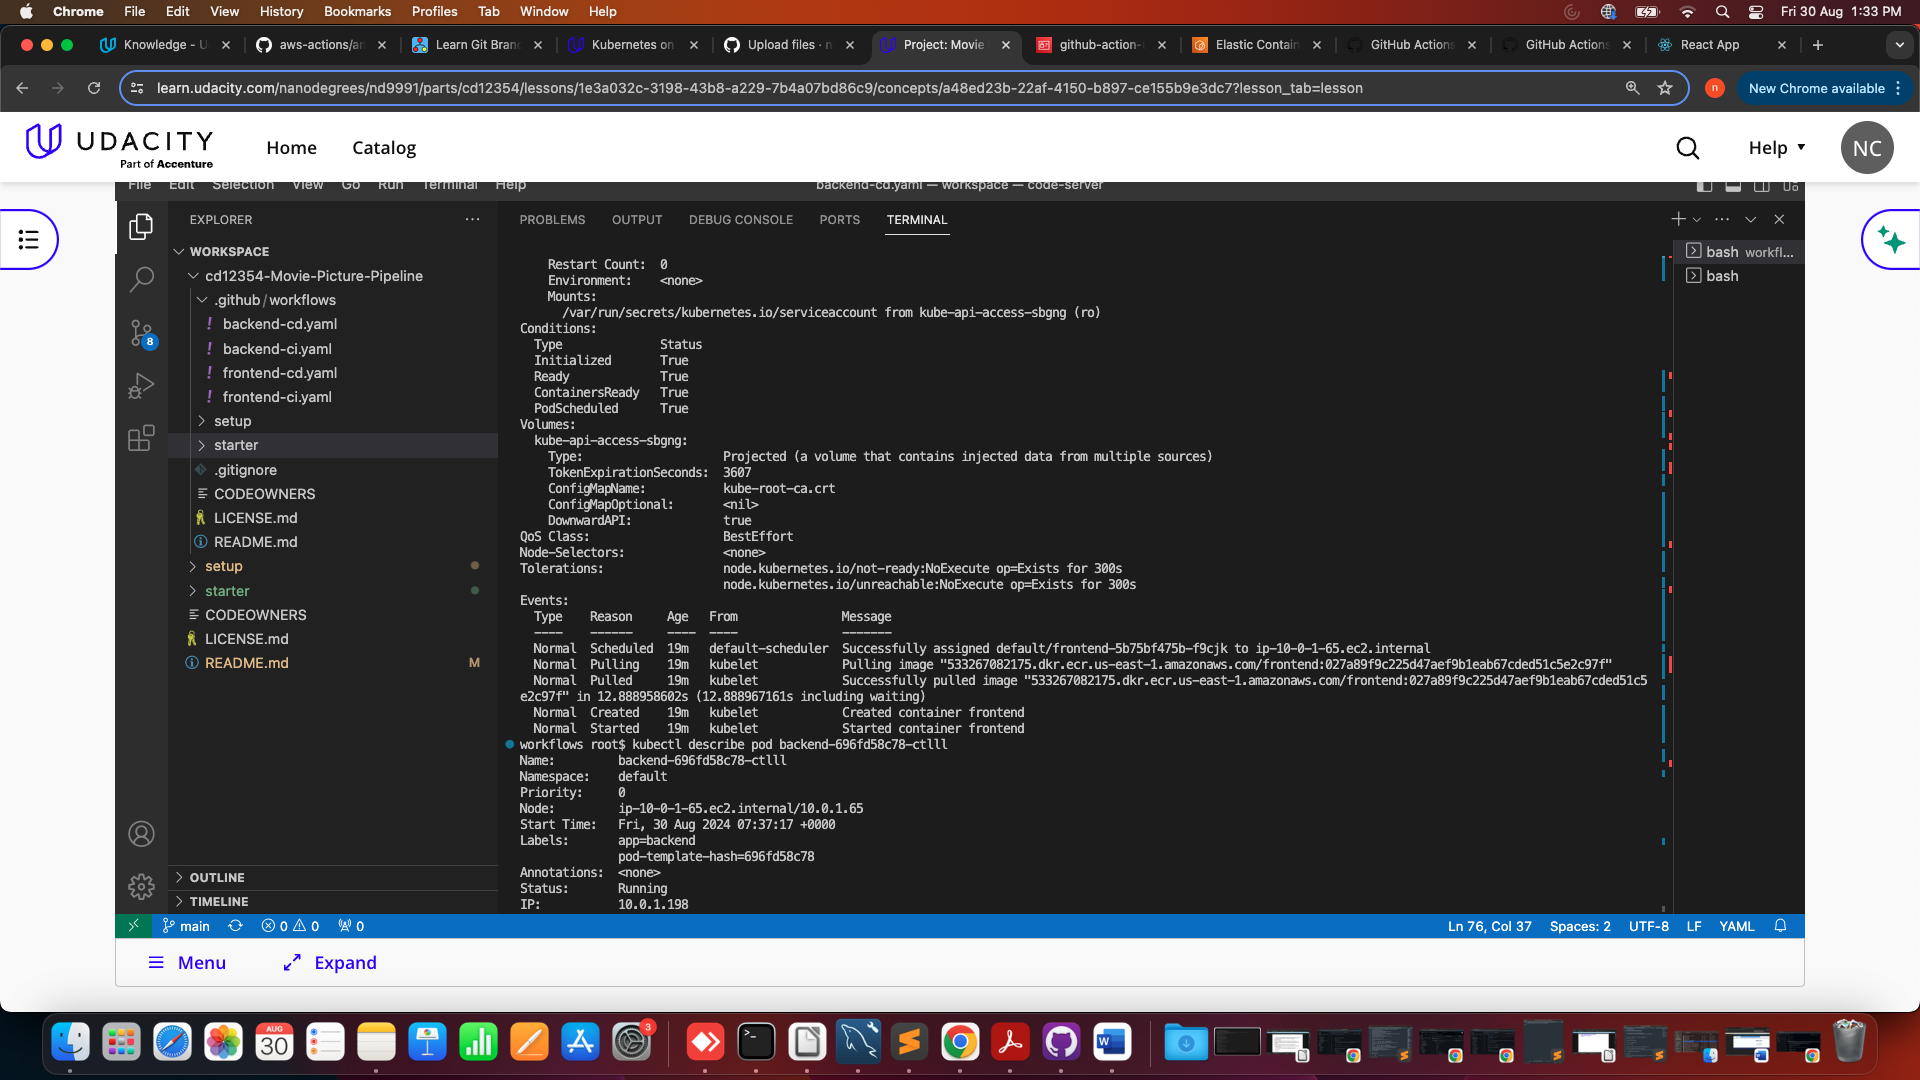 Chrome File Edit View History Bookmarks Profiles Tab Window Help Fri 30 Aug 1:33 PM
Knowledge - U aws-actions/am Learn Git Branc Kubernetes on Upload files · n Project: Movie github-action- Elastic Contain GitHub Actions GitHub Actions React App
learn.udacity.com/nanodegrees/nd9991/parts/cd12354/lessons/1e3a032c-3198-43b8-a229-7b4a07bd86c9/concepts/a48ed23b-22af-4150-b897-ce155b9e3dc7?lesson_tab=lesson n New Chrome available
UDACITY
Part of Accenture
Home Catalog Help NC
File Edit Selection View Go Run Terminal Help backend-cd.yaml — workspace — code-server
EXPLORER
WORKSPACE
cd12354-Movie-Picture-Pipeline
.github/workflows
! backend-cd.yaml
! backend-ci.yaml
! frontend-cd.yaml
! frontend-ci.yaml
setup
starter
.gitignore
CODEOWNERS
LICENSE.md
README.md
setup
starter
CODEOWNERS
LICENSE.md
README.md M
OUTLINE
TIMELINE
8
PROBLEMS OUTPUT DEBUG CONSOLE PORTS TERMINAL
bash workfl...
bash
Restart Count: 0
Environment: <none>
Mounts:
/var/run/secrets/kubernetes.io/serviceaccount from kube-api-access-sbgng (ro)
Conditions:
Type Status
Initialized True
Ready True
ContainersReady True
PodScheduled True
Volumes:
kube-api-access-sbgng:
Type: Projected (a volume that contains injected data from multiple sources)
TokenExpirationSeconds: 3607
ConfigMapName: kube-root-ca.crt
ConfigMapOptional: <nil>
DownwardAPI: true
QoS Class: BestEffort
Node-Selectors: <none>
Tolerations: node.kubernetes.io/not-ready:NoExecute op=Exists for 300s
node.kubernetes.io/unreachable:NoExecute op=Exists for 300s
Events:
Type Reason Age From Message
---- ------ ---- ---- -------
Normal Scheduled 19m default-scheduler Successfully assigned default/frontend-5b75bf475b-f9cjk to ip-10-0-1-65.ec2.internal
Normal Pulling 19m kubelet Pulling image "533267082175.dkr.ecr.us-east-1.amazonaws.com/frontend:027a89f9c225d47aef9b1eab67cded51c5e2c97f"
Normal Pulled 19m kubelet Successfully pulled image "533267082175.dkr.ecr.us-east-1.amazonaws.com/frontend:027a89f9c225d47aef9b1eab67cded51c5
e2c97f" in 12.888958602s (12.888967161s including waiting)
Normal Created 19m kubelet Created container frontend
Normal Started 19m kubelet Started container frontend
workflows root$ kubectl describe pod backend-696fd58c78-ctlll
Name: backend-696fd58c78-ctlll
Namespace: default
Priority: 0
Node: ip-10-0-1-65.ec2.internal/10.0.1.65
Start Time: Fri, 30 Aug 2024 07:37:17 +0000
Labels: app=backend
pod-template-hash=696fd58c78
Annotations: <none>
Status: Running
IP: 10.0.1.198
main 0 0 0 Ln 76, Col 37 Spaces: 2 UTF-8 LF YAML
Menu Expand
AUG
30
3